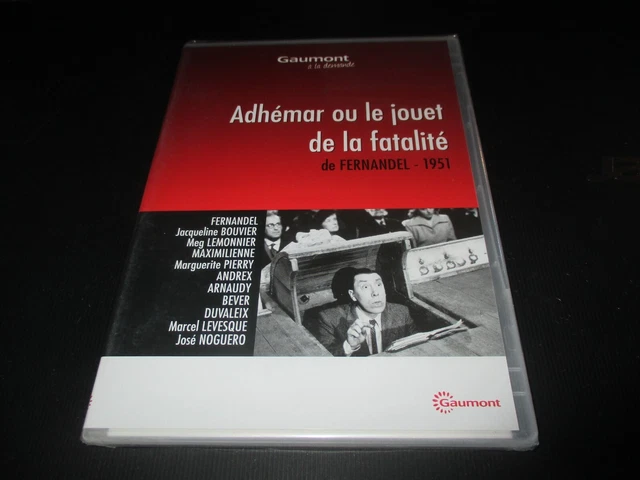 Gaumont
à la demande
Adhémar ou le jouet
de la fatalité
de FERNANDEL - 1951
FERNANDEL
Jacqueline BOUVIER
Meg LEMONNIER
MAXIMILIENNE
Marguerite PIERRY
ANDREX
ARNAUDY
BEVER
DUVALEIX
Marcel LEVESQUE
José NOGUERO
Gaumont